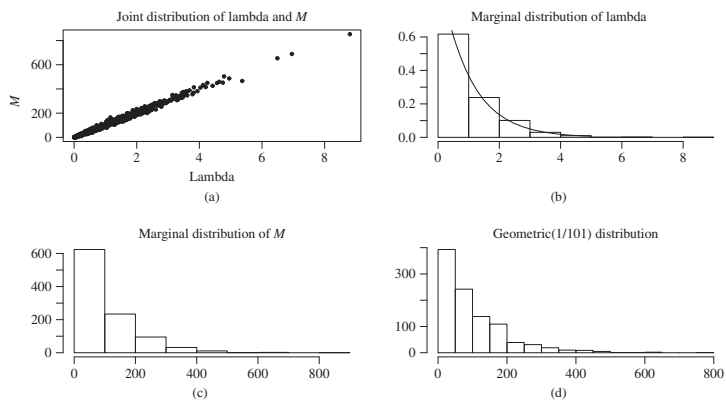 Joint distribution of lambda and M
M
600
200
0
0 2 4 6 8
Lambda
(a)
Marginal distribution of lambda
0.6
0.4
0.2
0.0
0 2 4 6 8
(b)
Marginal distribution of M
600
400
200
0
0 200 400 600 800
(c)
Geometric(1/101) distribution
300
100
0
0 200 400 600 800
(d)